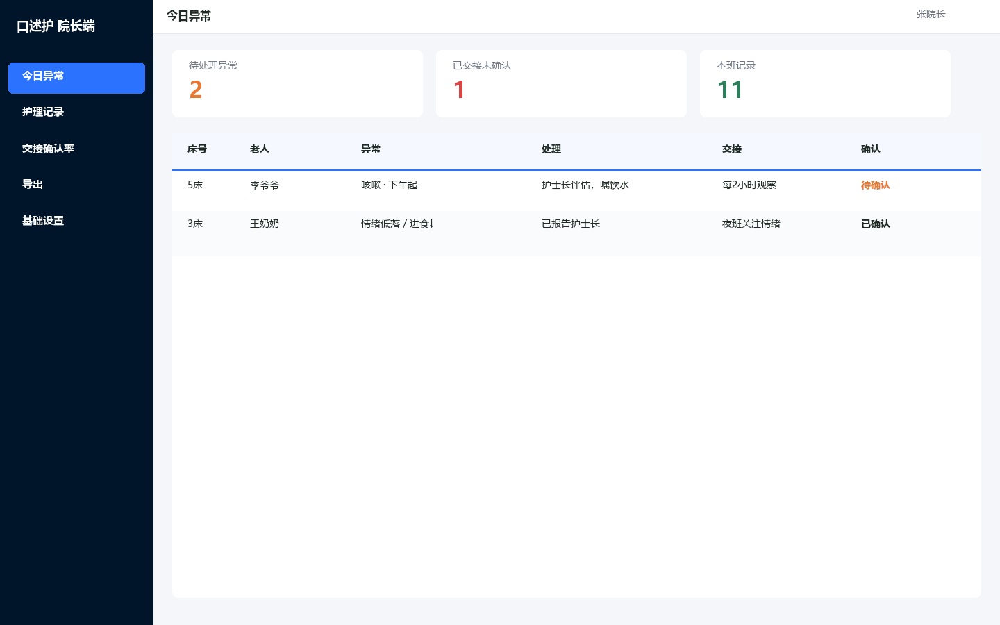 口述护 院长端
今日异常
护理记录
交接确认率
导出
基础设置
今日异常
张院长
待处理异常
2
已交接未确认
1
本班记录
11
床号 老人 异常 处理 交接 确认
5床 李爷爷 咳嗽 · 下午起 护士长评估，嘱饮水 每2小时观察 待确认
3床 王奶奶 情绪低落 / 进食↓ 已报告护士长 夜班关注情绪 已确认